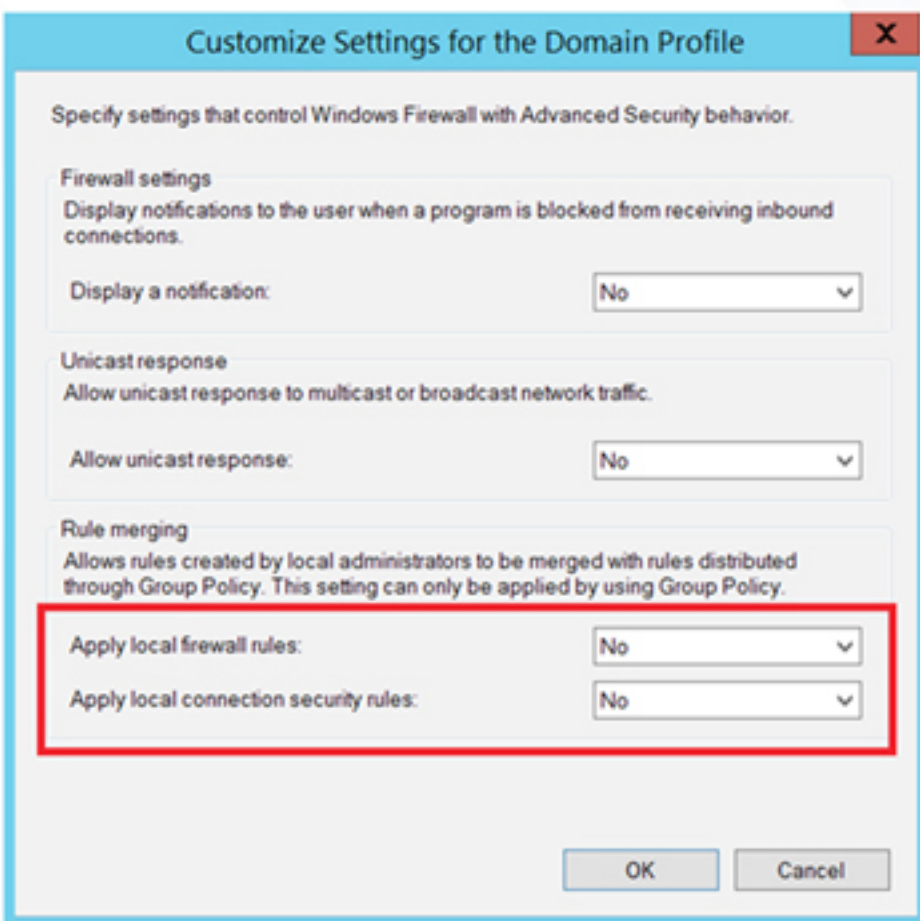 Customize Settings for the Domain Profile
x
Specify settings that control Windows Firewall with Advanced Security behavior.
Firewall settings
Display notifications to the user when a program is blocked from receiving inbound
connections.
Display a notification: No
Unicast response
Allow unicast response to multicast or broadcast network traffic.
Allow unicast response: No
Rule merging
Allows rules created by local administrators to be merged with rules distributed
through Group Policy. This setting can only be applied by using Group Policy.
Apply local firewall rules: No
Apply local connection security rules: No
OK Cancel